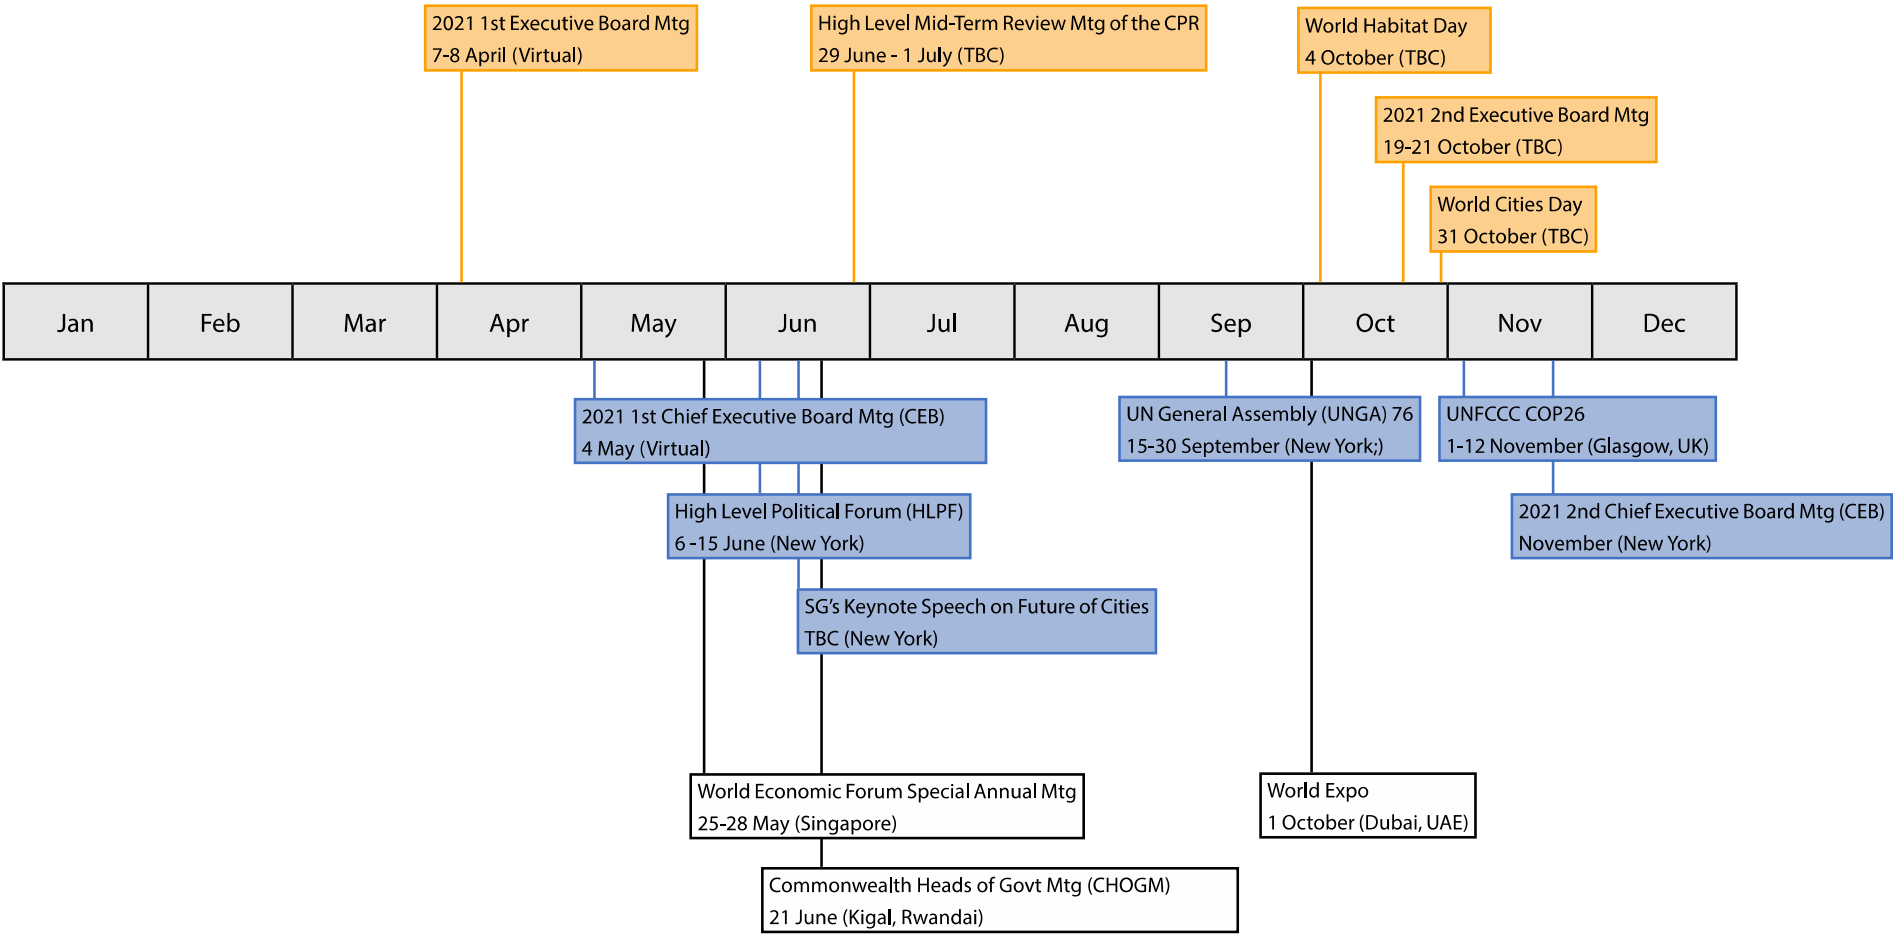 2021 1st Executive Board Mtg
7-8 April (Virtual)
High Level Mid-Term Review Mtg of the CPR
29 June - 1 July (TBC)
World Habitat Day
4 October (TBC)
2021 2nd Executive Board Mtg
19-21 October (TBC)
World Cities Day
31 October (TBC)
Jan Feb Mar Apr May Jun Jul Aug Sep Oct Nov Dec
2021 1st Chief Executive Board Mtg (CEB)
4 May (Virtual)
UN General Assembly (UNGA) 76
15-30 September (New York;)
UNFCCC COP26
1-12 November (Glasgow, UK)
High Level Political Forum (HLPF)
6 -15 June (New York)
2021 2nd Chief Executive Board Mtg (CEB)
November (New York)
SG's Keynote Speech on Future of Cities
TBC (New York)
World Economic Forum Special Annual Mtg
25-28 May (Singapore)
World Expo
1 October (Dubai, UAE)
Commonwealth Heads of Govt Mtg (CHOGM)
21 June (Kigal, Rwandai)